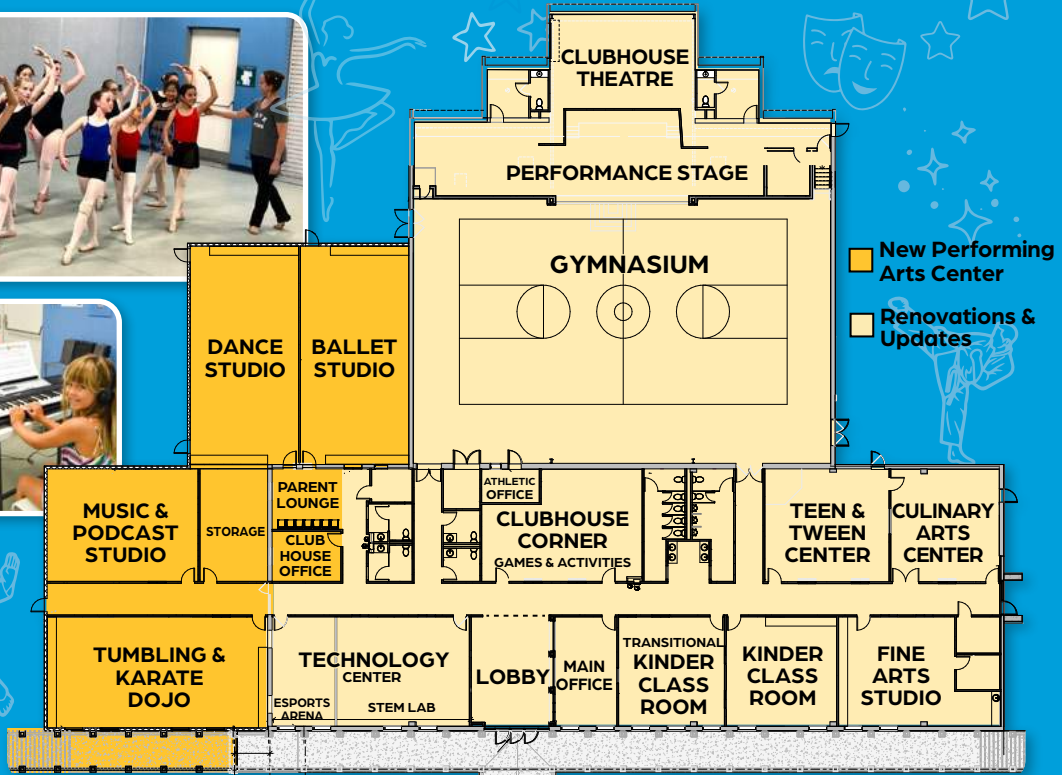 CLUBHOUSE
THEATRE
PERFORMANCE STAGE
GYMNASIUM
New Performing
Arts Center
Renovations &
Updates
DANCE
STUDIO
BALLET
STUDIO
MUSIC &
PODCAST
STUDIO
STORAGE
PARENT
LOUNGE
CLUB
HOUSE
OFFICE
ATHLETIC
OFFICE
CLUBHOUSE
CORNER
GAMES & ACTIVITIES
TEEN &
TWEEN
CENTER
CULINARY
ARTS
CENTER
TUMBLING &
KARATE
DOJO
TECHNOLOGY
CENTER
ESPORTS
ARENA
STEM LAB
LOBBY
MAIN
OFFICE
TRANSITIONAL
KINDER
CLASS
ROOM
KINDER
CLASS
ROOM
FINE
ARTS
STUDIO